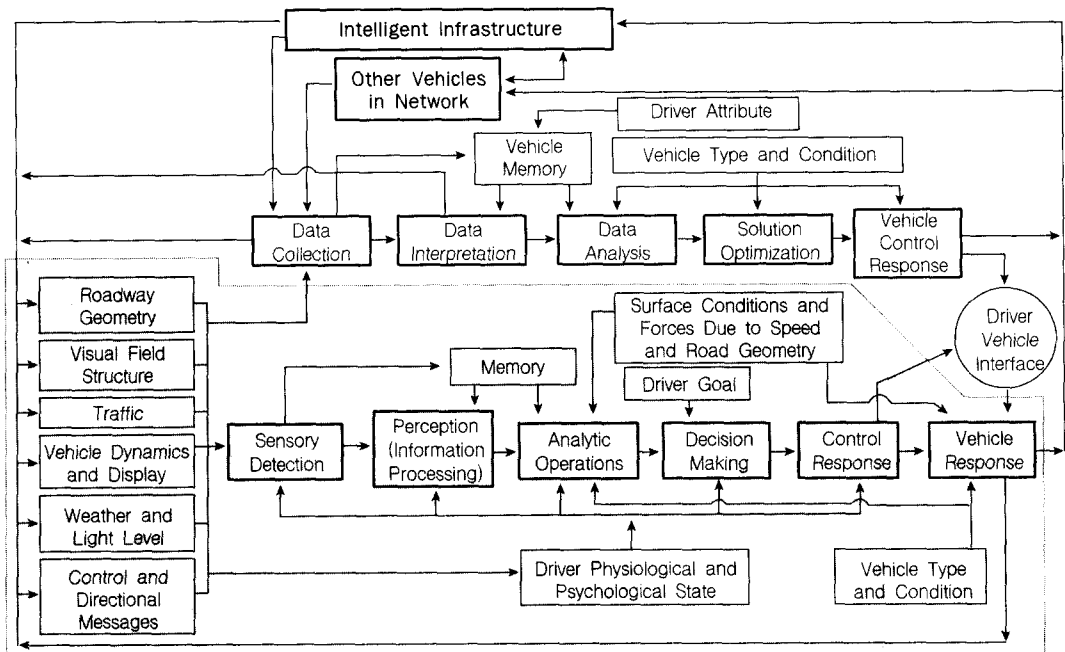 Intelligent Infrastructure
Other Vehicles
in Network
Driver Attribute
Vehicle
Memory
Vehicle Type and Condition
Data
Collection
Data
Interpretation
Data
Analysis
Solution
Optimization
Vehicle
Control
Response
Roadway
Geometry
Visual Field
Structure
Traffic
Vehicle Dynamics
and Display
Weather and
Light Level
Control and
Directional
Messages
Surface Conditions and
Forces Due to Speed
and Road Geometry
Driver
Vehicle
Interface
Memory
Driver Goal
Sensory
Detection
Perception
(Information
Processing)
Analytic
Operations
Decision
Making
Control
Response
Vehicle
Response
Driver Physiological and
Psychological State
Vehicle Type
and Condition